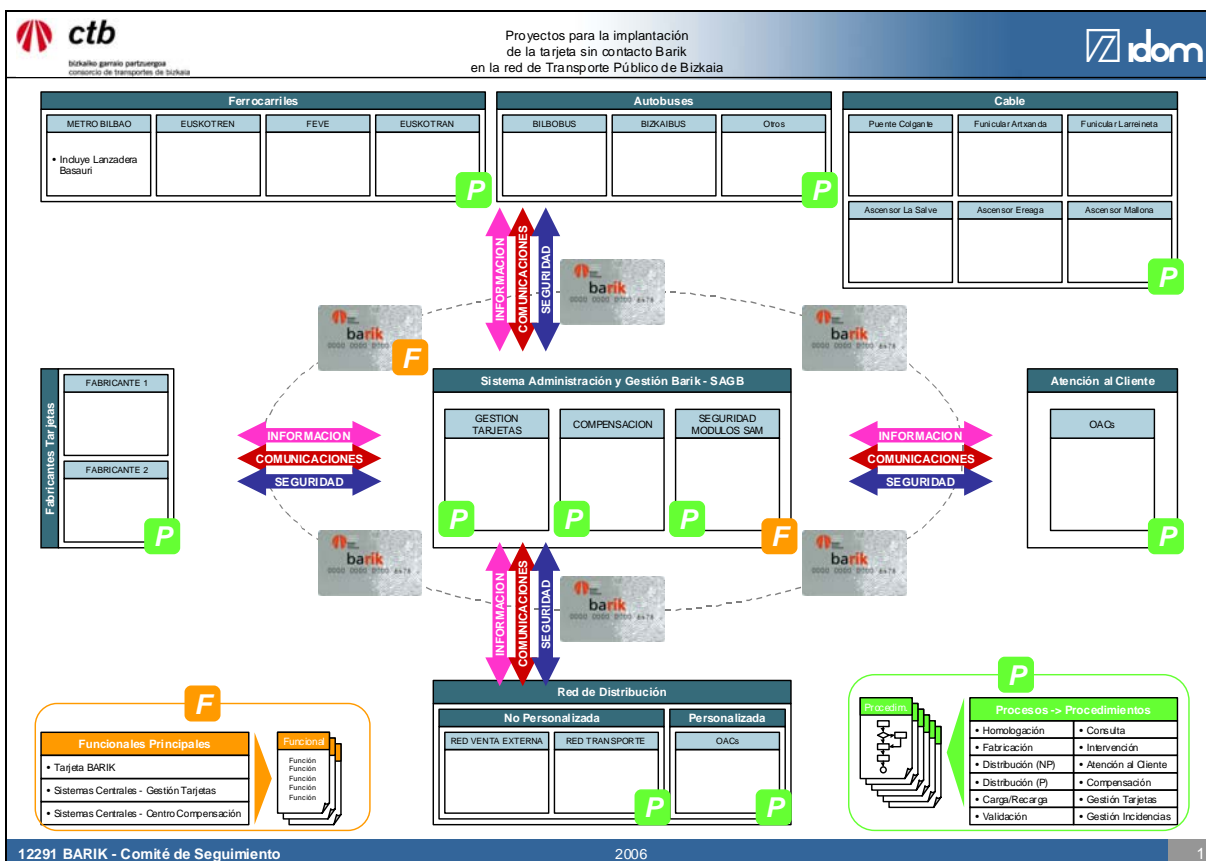 ctb
bizkaiko garraio partzuergoa
consorcio de transportes de bizkaia
Proyectos para la implantación
de la tarjeta sin contacto Barik
en la red de Transporte Público de Bizkaia
idom
Ferrocarriles
METRO BILBAO
EUSKOTREN
FEVE
EUSKOTRAN
• Incluye Lanzadera
Basauri
P
Autobuses
BILBOBUS
BIZKAIBUS
Otros
P
Cable
Puente Colgante
Funicular Artxanda
Funicular Larreineta
Ascensor La Salve
Ascensor Ereaga
Ascensor Mallona
P
INFORMACION
COMUNICACIONES
SEGURIDAD
barik
barik
F
barik
Fabricantes Tarjetas
FABRICANTE 1
FABRICANTE 2
P
INFORMACION
COMUNICACIONES
SEGURIDAD
Sistema Administración y Gestión Barik - SAGB
GESTION
TARJETAS
COMPENSACION
SEGURIDAD
MODULOS SAM
P
P
P
F
INFORMACION
COMUNICACIONES
SEGURIDAD
Atención al Cliente
OACs
P
barik
barik
barik
INFORMACION
COMUNICACIONES
SEGURIDAD
Red de Distribución
No Personalizada
Personalizada
RED VENTA EXTERNA
RED TRANSPORTE
OACs
P
P
F
Funcionales Principales
• Tarjeta BARIK
• Sistemas Centrales - Gestión Tarjetas
• Sistemas Centrales - Centro Compensación
Funcional
Función
Función
Función
Función
Función
P
Procedim.
Procesos -> Procedimientos
• Homologación
• Consulta
• Fabricación
• Intervención
• Distribución (NP)
• Atención al Cliente
• Distribución (P)
• Compensación
• Carga/Recarga
• Gestión Tarjetas
• Validación
• Gestión Incidencias
12291 BARIK - Comité de Seguimiento
2006
1